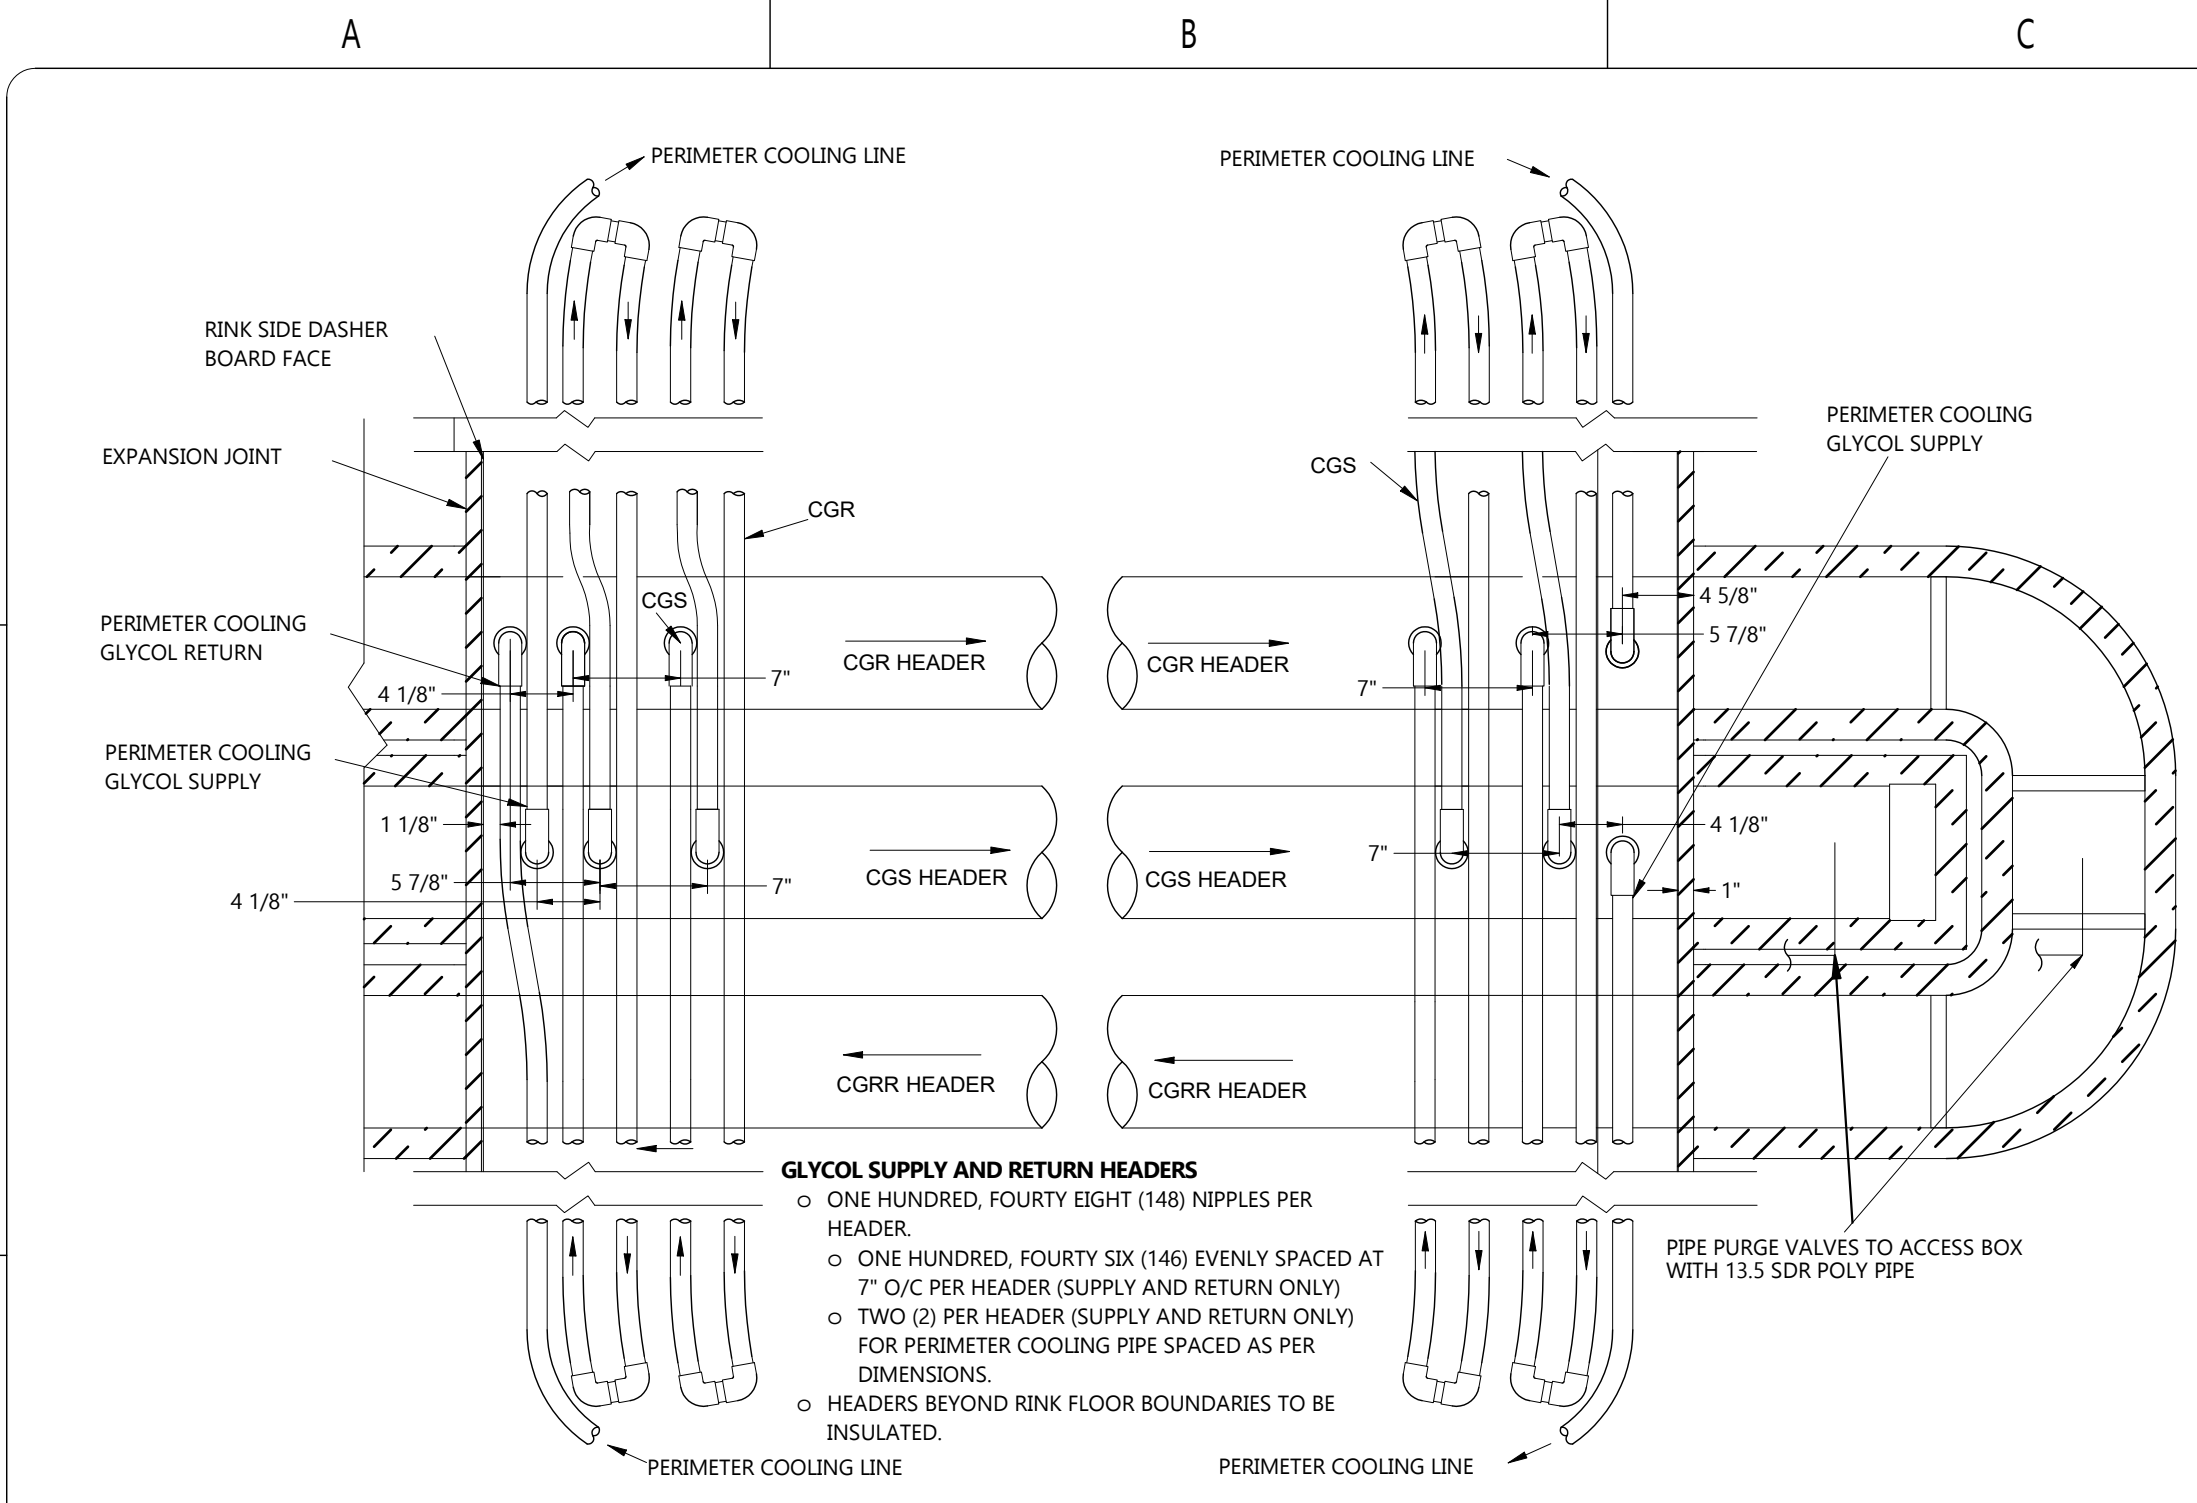 A
B
C
PERIMETER COOLING LINE
PERIMETER COOLING LINE
RINK SIDE DASHER
BOARD FACE
EXPANSION JOINT
CGR
CGS
PERIMETER COOLING
GLYCOL SUPPLY
PERIMETER COOLING
GLYCOL RETURN
CGS
4 5/8"
5 7/8"
CGR HEADER
CGR HEADER
4 1/8"
7"
7"
PERIMETER COOLING
GLYCOL SUPPLY
1 1/8"
4 1/8"
7"
5 7/8"
CGS HEADER
CGS HEADER
7"
1"
4 1/8"
CGRR HEADER
CGRR HEADER
GLYCOL SUPPLY AND RETURN HEADERS
o ONE HUNDRED, FOURTY EIGHT (148) NIPPLES PER
HEADER.
o ONE HUNDRED, FOURTY SIX (146) EVENLY SPACED AT
7" O/C PER HEADER (SUPPLY AND RETURN ONLY)
o TWO (2) PER HEADER (SUPPLY AND RETURN ONLY)
FOR PERIMETER COOLING PIPE SPACED AS PER
DIMENSIONS.
o HEADERS BEYOND RINK FLOOR BOUNDARIES TO BE
INSULATED.
PIPE PURGE VALVES TO ACCESS BOX
WITH 13.5 SDR POLY PIPE
PERIMETER COOLING LINE
PERIMETER COOLING LINE